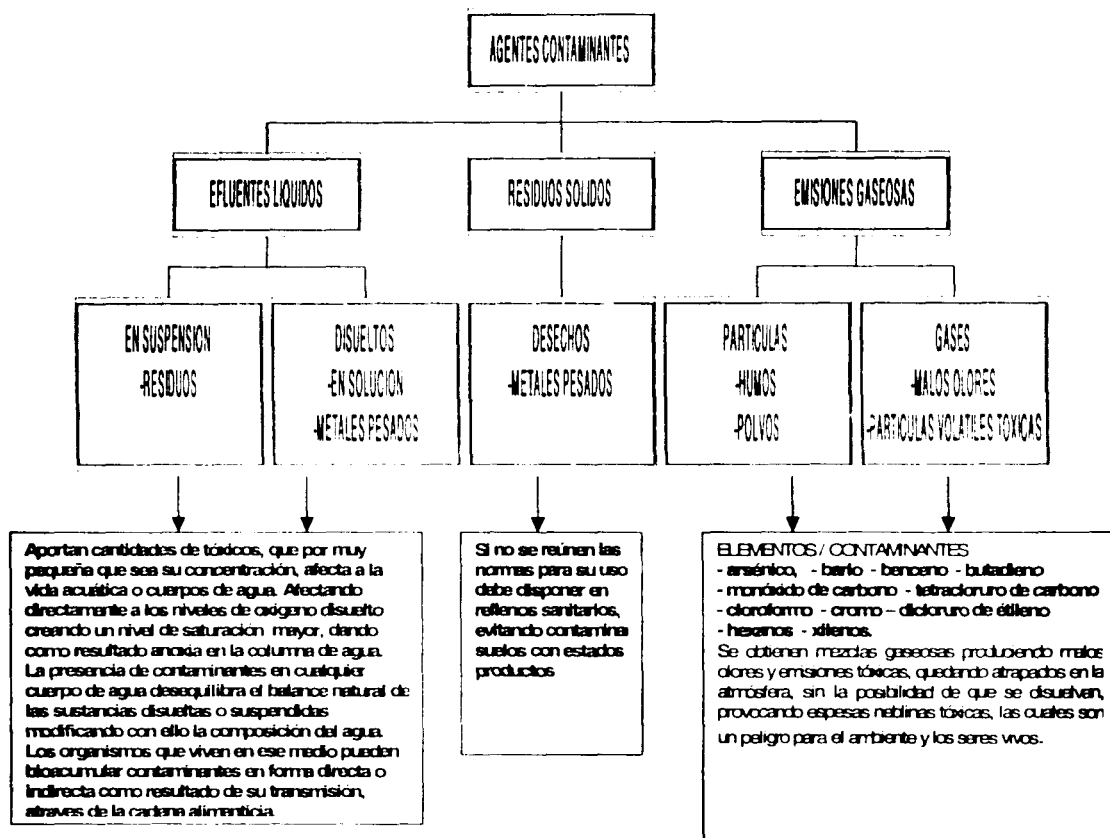 AGENTES CONTAMINANTES
EFLUENTES LIQUIDOS
RESIDUOS SOLIDOS
EMISIONES GASEOSAS
EN SUSPENSION
-RESIDUOS
DISUELTOS
-EN SOLUCION
-METALES PESADOS
DESECHOS
-METALES PESADOS
PARTICULAS
-HUMOS
-POLVOS
GASES
-MALOS OLORES
-PARTICULAS VOLATILES TOXICAS
Aportan cantidades de tóxicos, que por muy
pequeña que sea su concentración, afecta a la
vida acuática o cuerpos de agua. Afectando
directamente a los niveles de oxígeno disuelto
creando un nivel de saturación mayor, dando
como resultado anoxia en la columna de agua.
La presencia de contaminantes en cualquier
cuerpo de agua desequilibra el balance natural de
las sustancias disueltas o suspendidas
modificando con ello la composición del agua.
Los organismos que viven en ese medio pueden
bioacumular contaminantes en forma directa o
indirecta como resultado de su transmisión,
atraves de la cadena alimenticia.
Si no se reúnen las
normas para su uso
debe disponer en
rellenos sanitarios,
evitando contamina
suelos con estados
productos
ELEMENTOS / CONTAMINANTES
- arsénico, - bario - benceno - butadieno
- monóxido de carbono - tetracloruro de carbono
- cloroformo - cromo – dicloruro de étileno
- hexanos - xilenos.
Se obtienen mezclas gaseosas produciendo malos
olores y emisiones tóxicas, quedando atrapados en la
atmósfera, sin la posibilidad de que se disuelvan,
provocando espesas neblinas tóxicas, las cuales son
un peligro para el ambiente y los seres vivos.